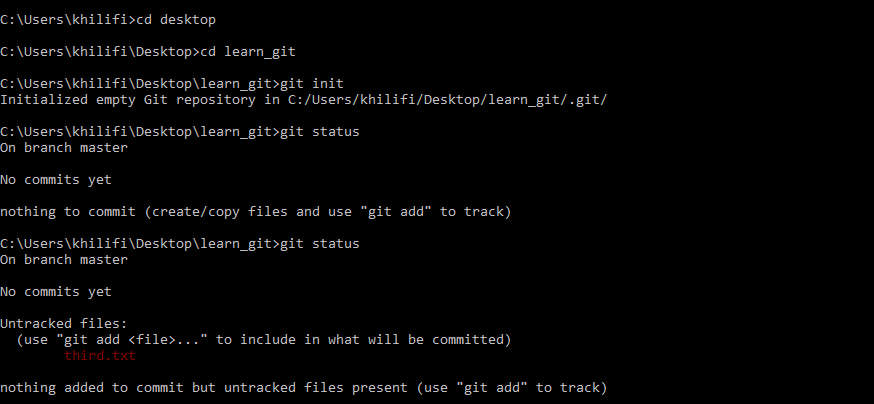 C:\Users\khilifi>cd desktop
C:\Users\khilifi\Desktop>cd learn_git
C:\Users\khilifi\Desktop\learn_git>git init
Initialized empty Git repository in C:/Users/khilifi/Desktop/learn_git/.git/
C:\Users\khilifi\Desktop\learn_git>git status
On branch master
No commits yet
nothing to commit (create/copy files and use "git add" to track)
C:\Users\khilifi\Desktop\learn_git>git status
On branch master
No commits yet
Untracked files:
  (use "git add <file>..." to include in what will be committed)
        third.txt
nothing added to commit but untracked files present (use "git add" to track)